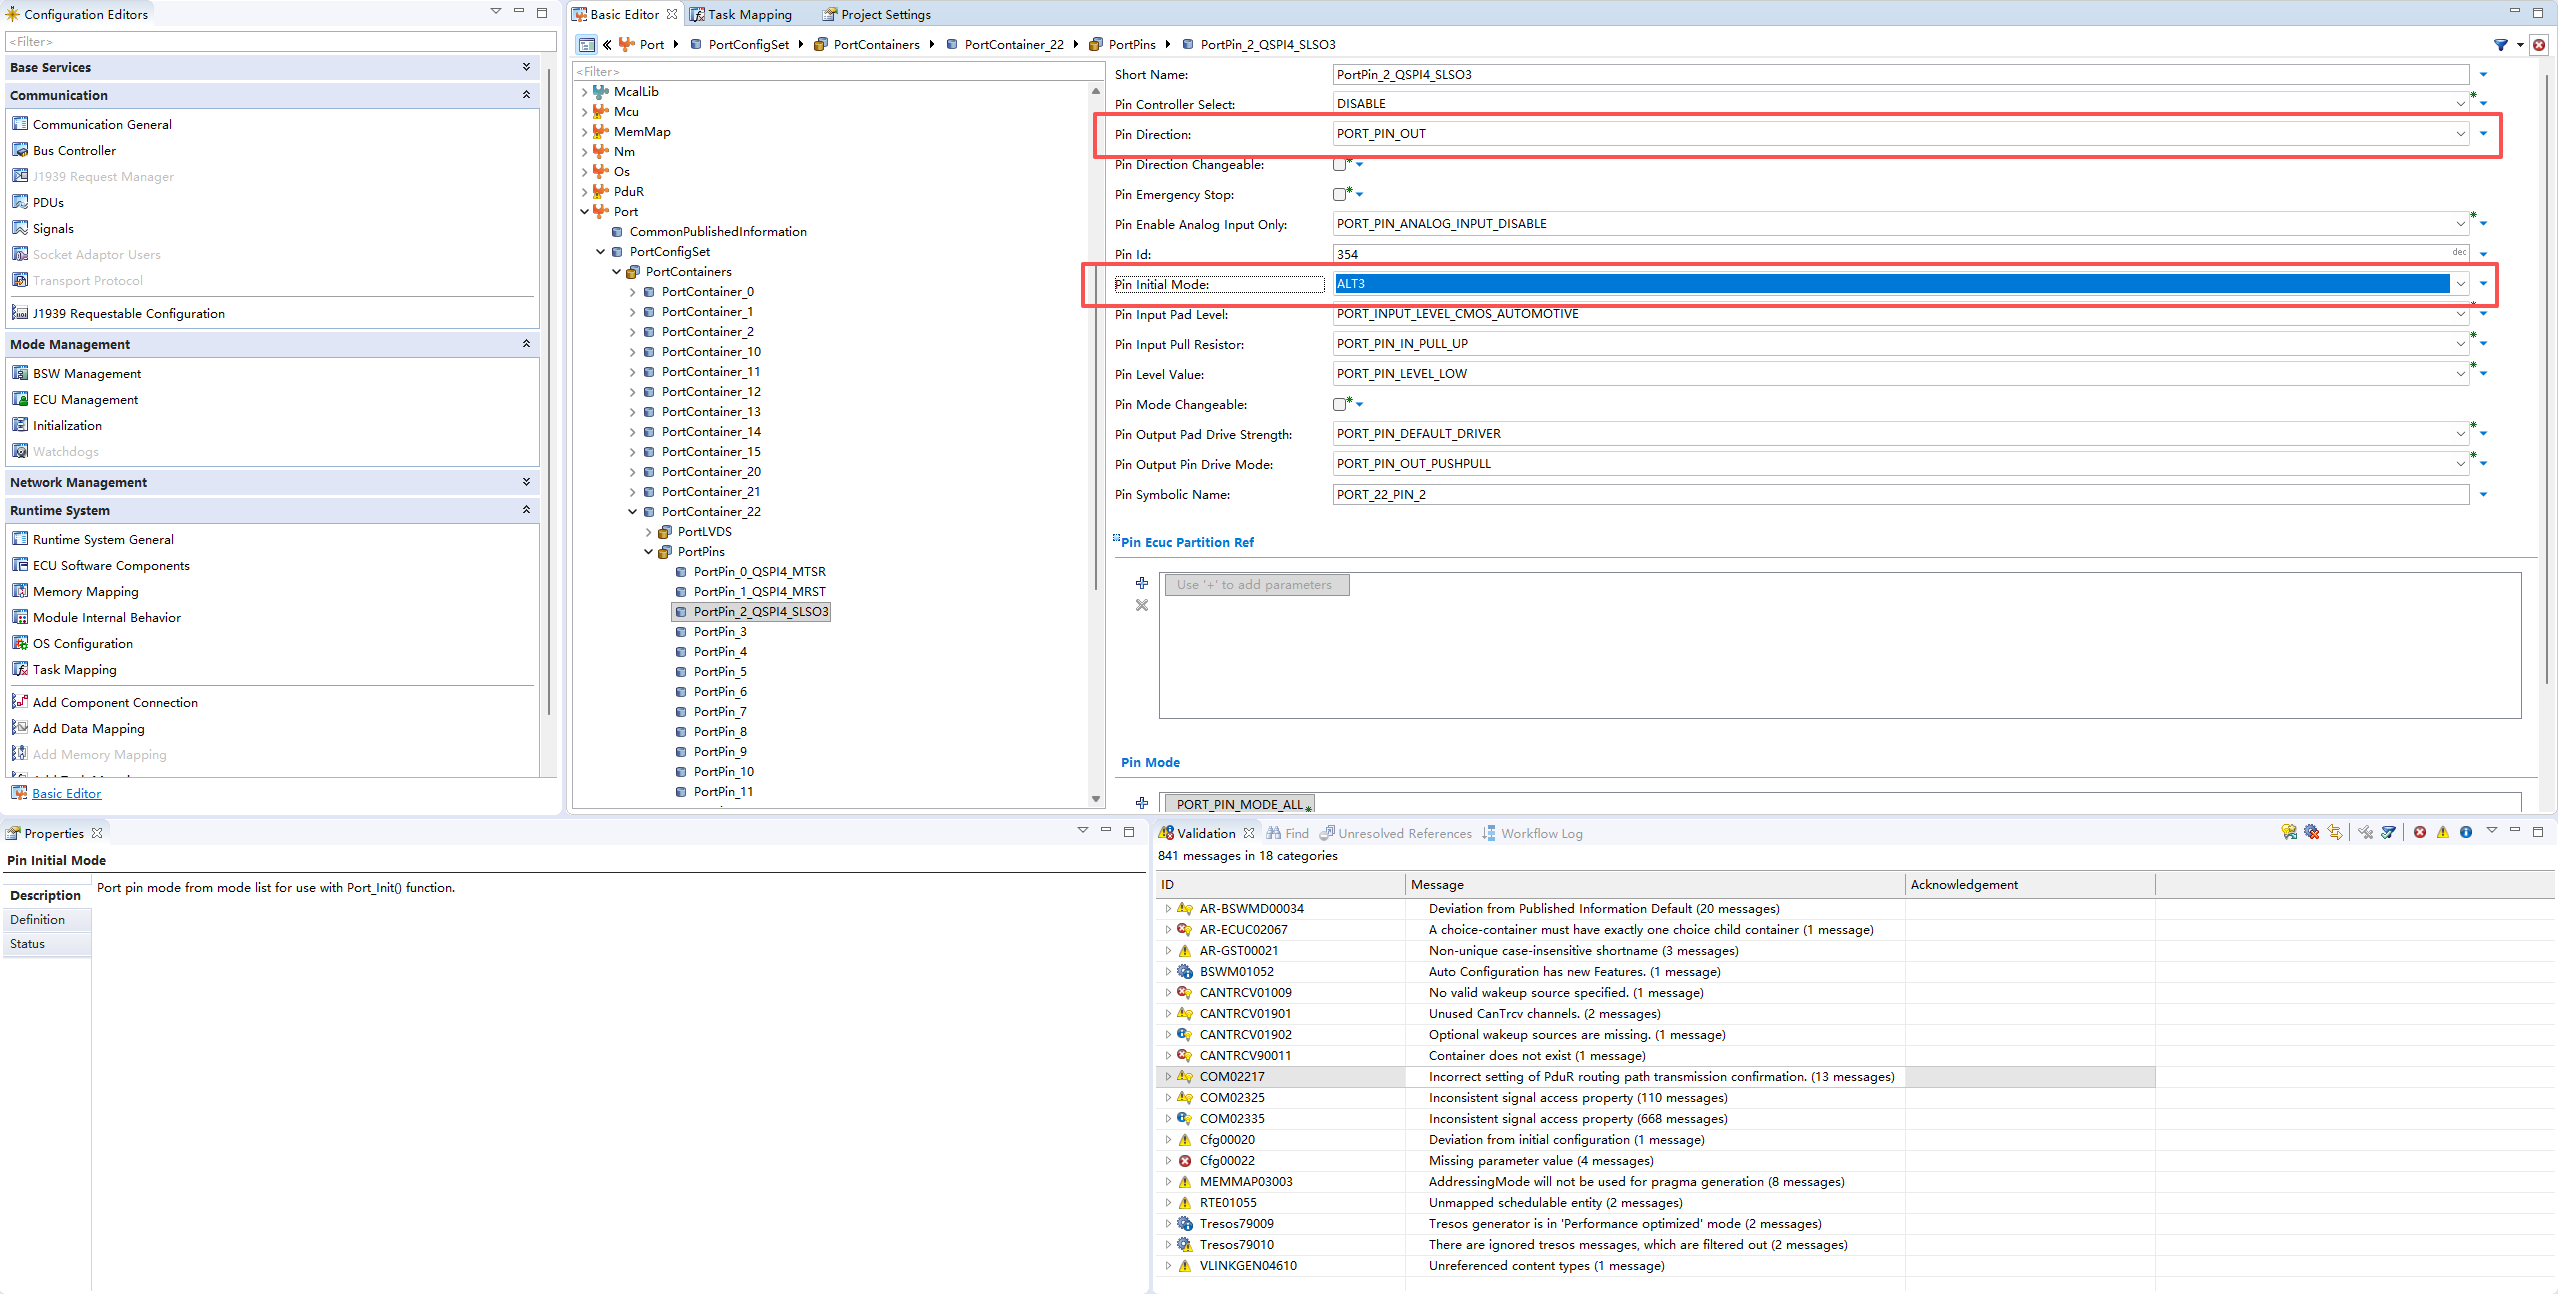 Configuration Editors
<Filter>
Base Services
Communication
Communication General
Bus Controller
J1939 Request Manager
PDUs
Signals
Socket Adaptor Users
Transport Protocol
J1939 Requestable Configuration
Mode Management
BSW Management
ECU Management
Initialization
Watchdogs
Network Management
Runtime System
Runtime System General
ECU Software Components
Memory Mapping
Module Internal Behavior
OS Configuration
Task Mapping
Add Component Connection
Add Data Mapping
Add Memory Mapping
Basic Editor
Basic Editor Task Mapping Project Settings
« Port PortConfigSet PortContainers PortContainer_22 PortPins PortPin_2_QSPI4_SLSO3
<Filter>
McalLib
Mcu
MemMap
Nm
Os
PduR
Port
CommonPublishedInformation
PortConfigSet
PortContainers
PortContainer_0
PortContainer_1
PortContainer_2
PortContainer_10
PortContainer_11
PortContainer_12
PortContainer_13
PortContainer_14
PortContainer_15
PortContainer_20
PortContainer_21
PortContainer_22
PortLVDS
PortPins
PortPin_0_QSPI4_MTSR
PortPin_1_QSPI4_MRST
PortPin_2_QSPI4_SLSO3
PortPin_3
PortPin_4
PortPin_5
PortPin_6
PortPin_7
PortPin_8
PortPin_9
PortPin_10
PortPin_11
Short Name: PortPin_2_QSPI4_SLSO3
Pin Controller Select: DISABLE
Pin Direction: PORT_PIN_OUT
Pin Direction Changeable:
Pin Emergency Stop:
Pin Enable Analog Input Only: PORT_PIN_ANALOG_INPUT_DISABLE
Pin Id: 354 dec
Pin Initial Mode: ALT3
Pin Input Pad Level: PORT_INPUT_LEVEL_CMOS_AUTOMOTIVE
Pin Input Pull Resistor: PORT_PIN_IN_PULL_UP
Pin Level Value: PORT_PIN_LEVEL_LOW
Pin Mode Changeable:
Pin Output Pad Drive Strength: PORT_PIN_DEFAULT_DRIVER
Pin Output Pin Drive Mode: PORT_PIN_OUT_PUSHPULL
Pin Symbolic Name: PORT_22_PIN_2
Pin Ecuc Partition Ref
Use '+' to add parameters
Pin Mode
PORT_PIN_MODE_ALL
Properties
Pin Initial Mode
Description
Definition
Status
Port pin mode from mode list for use with Port_Init() function.
Validation Find Unresolved References Workflow Log
841 messages in 18 categories
ID Message Acknowledgement
AR-BSWMD00034 Deviation from Published Information Default (20 messages)
AR-ECUC02067 A choice-container must have exactly one choice child container (1 message)
AR-GST00021 Non-unique case-insensitive shortname (3 messages)
BSWM01052 Auto Configuration has new Features. (1 message)
CANTRCV01009 No valid wakeup source specified. (1 message)
CANTRCV01901 Unused CanTrcv channels. (2 messages)
CANTRCV01902 Optional wakeup sources are missing. (1 message)
CANTRCV90011 Container does not exist (1 message)
COM02217 Incorrect setting of PduR routing path transmission confirmation. (13 messages)
COM02325 Inconsistent signal access property (110 messages)
COM02335 Inconsistent signal access property (668 messages)
Cfg00020 Deviation from initial configuration (1 message)
Cfg00022 Missing parameter value (4 messages)
MEMMAP03003 AddressingMode will not be used for pragma generation (8 messages)
RTE01055 Unmapped schedulable entity (2 messages)
Tresos79009 Tresos generator is in 'Performance optimized' mode (2 messages)
Tresos79010 There are ignored tresos messages, which are filtered out (2 messages)
VLINKGEN04610 Unreferenced content types (1 message)